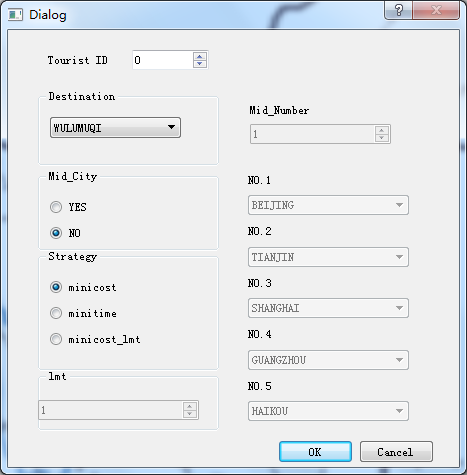 Dialog
Tourist ID
0
Destination
WULUMUQI
Mid_City
YES
NO
Strategy
minicost
minitime
minicost_lmt
lmt
1
Mid_Number
1
NO.1
BEIJING
NO.2
TIANJIN
NO.3
SHANGHAI
NO.4
GUANGZHOU
NO.5
HAIKOU
OK
Cancel